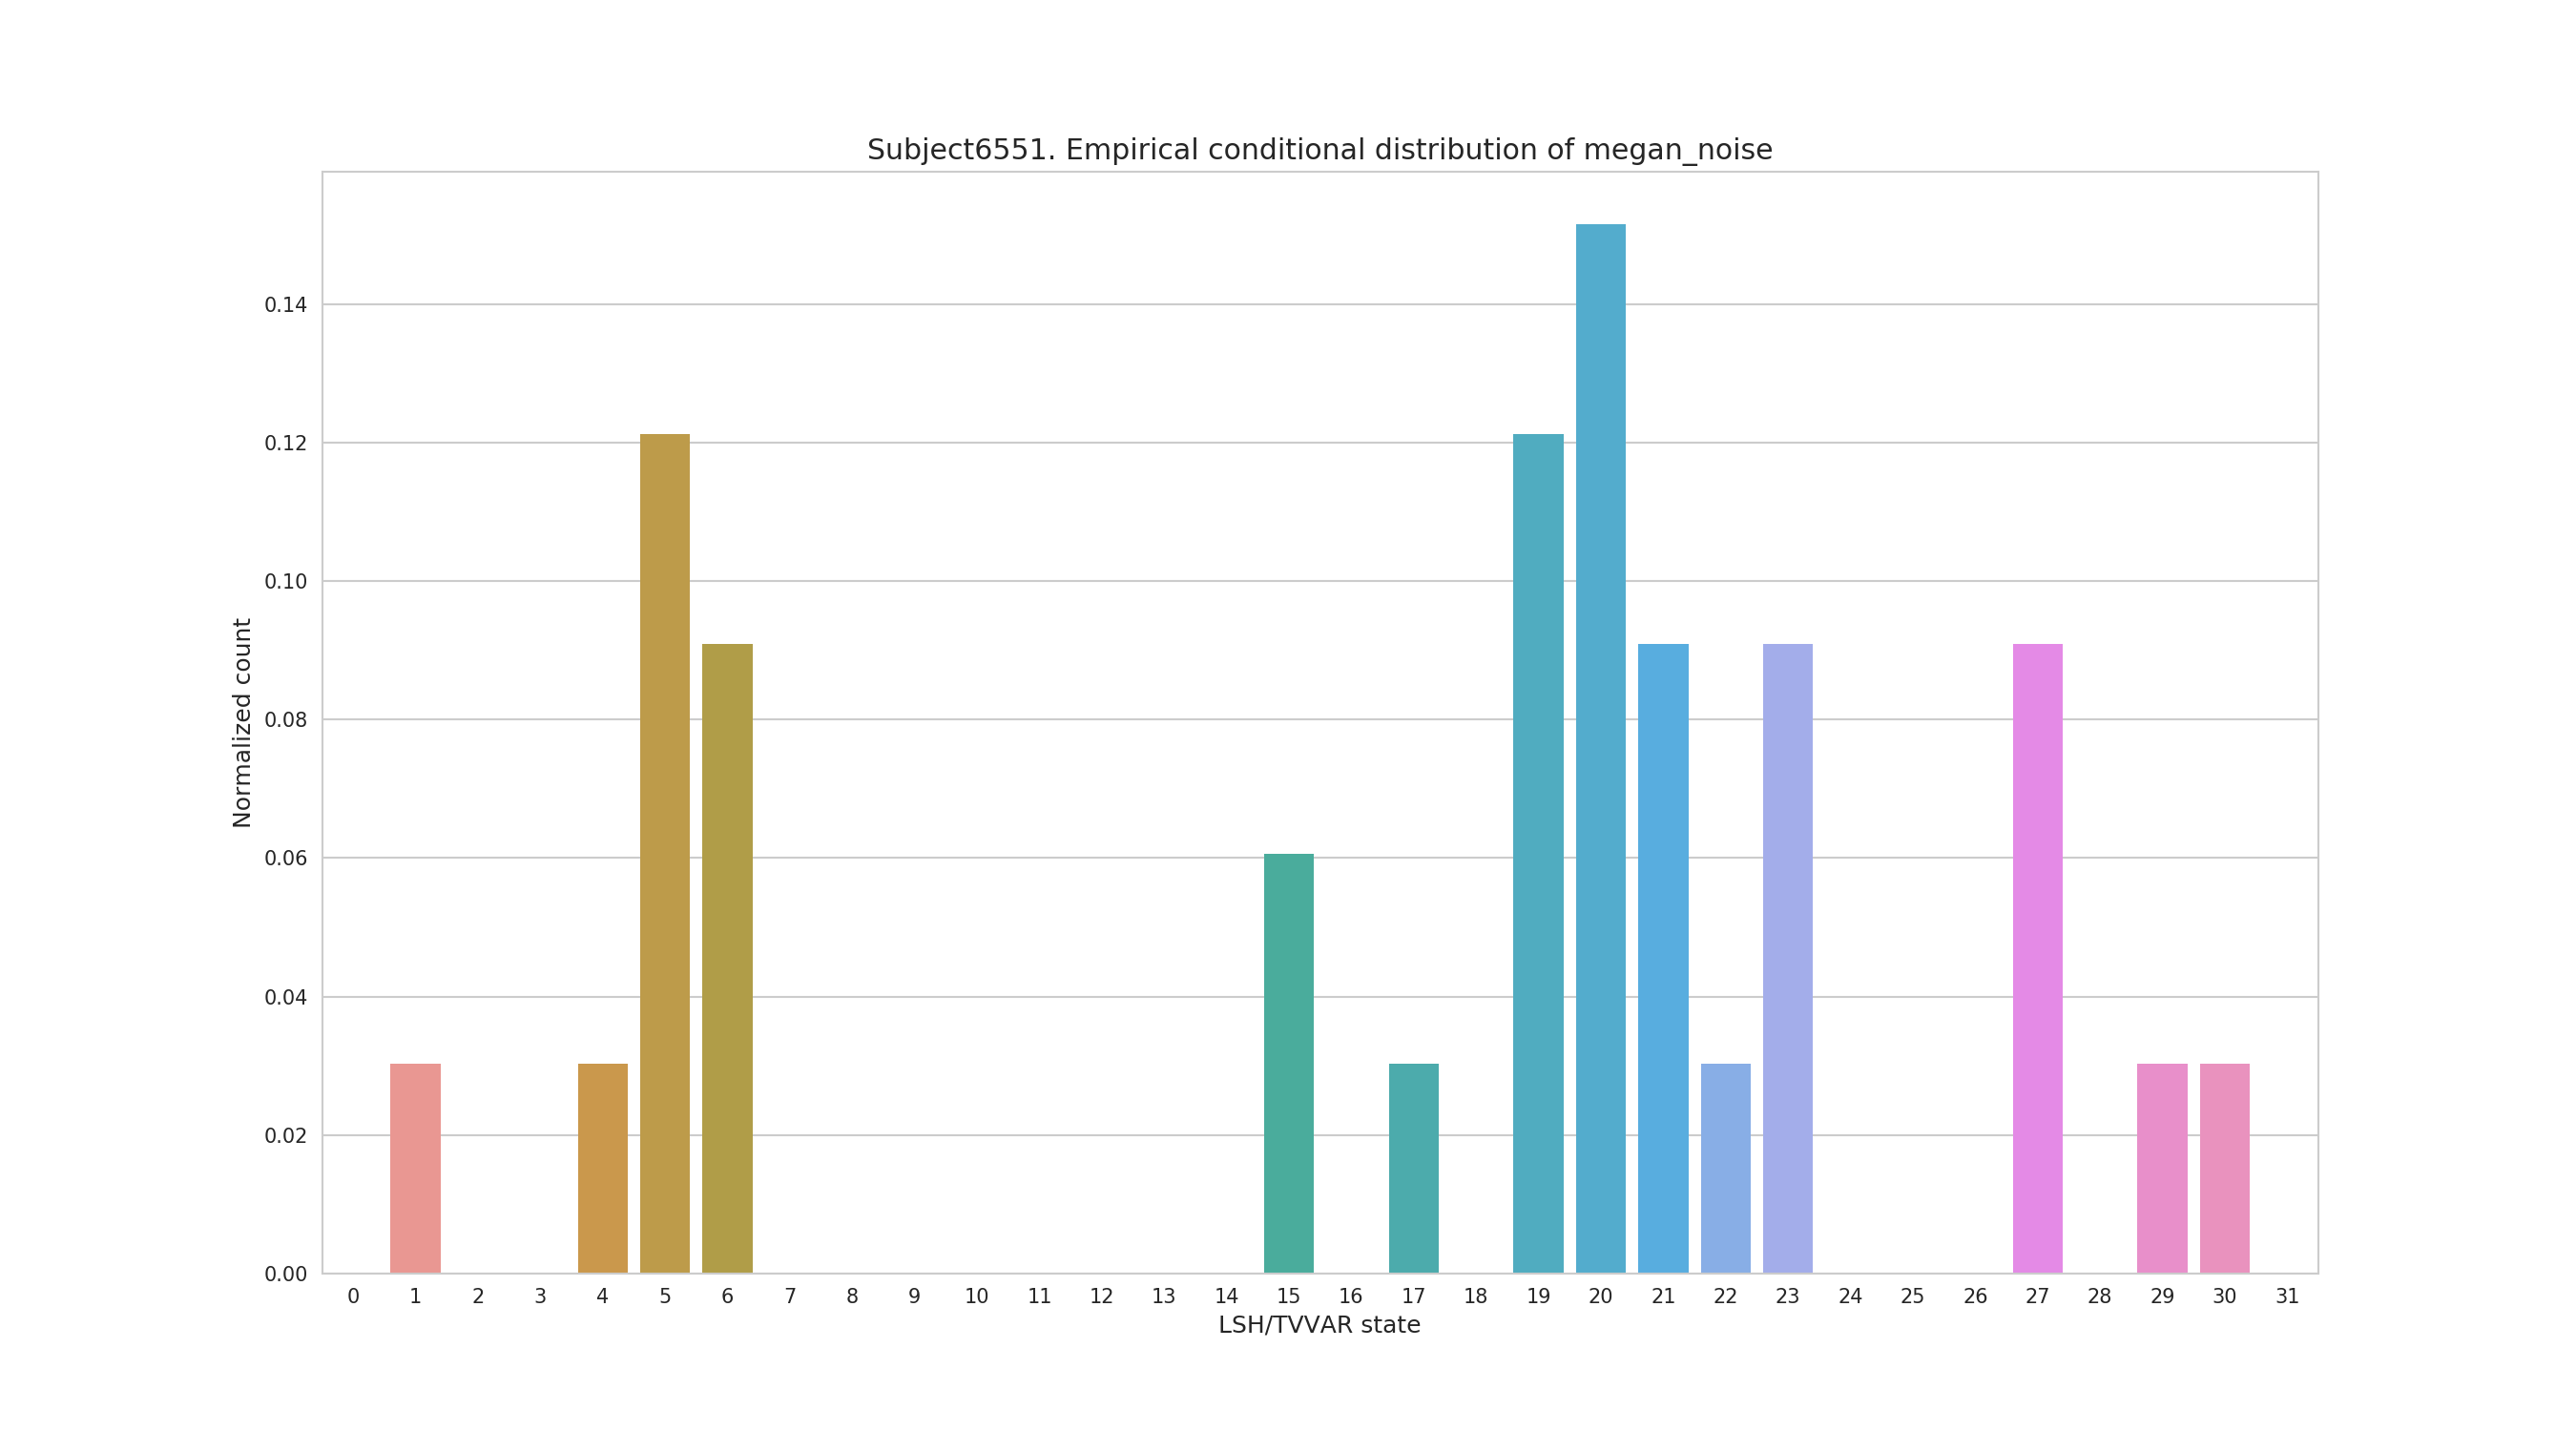 Subject6551. Empirical conditional distribution of megan_noise
0.14
0.12
0.10
0.08
0.06
0.04
0.02
0.00
Normalized count
0 1 2 3 4 5 6 7 8 9 10 11 12 13 14 15 16 17 18 19 20 21 22 23 24 25 26 27 28 29 30 31
LSH/TVVAR state